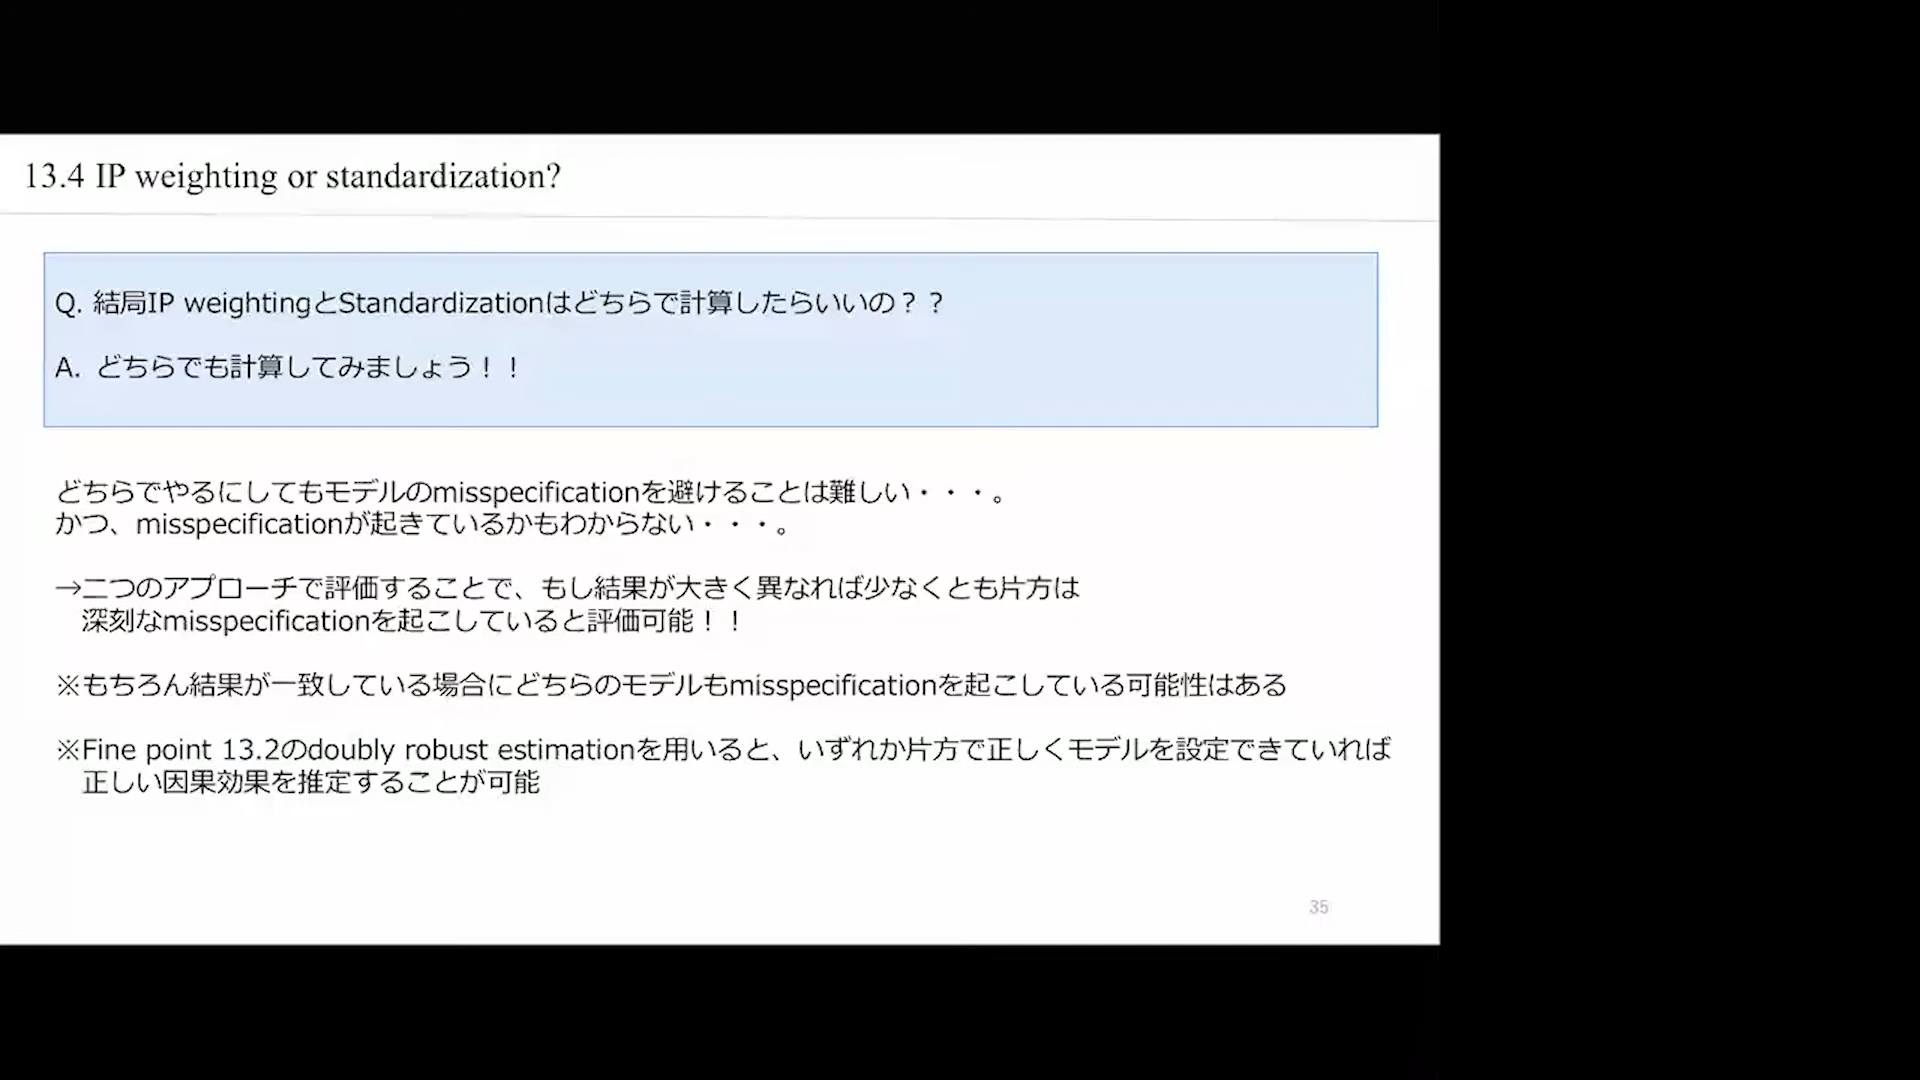 13.4 IP weighting or standardization?
Q. 結局IP weightingとStandardizationはどちらで計算したらいいの？？
A. どちらでも計算してみましょう！！
どちらでやるにしてもモデルのmisspecificationを避けることは難しい・・・。
かつ、misspecificationが起きているかもわからない・・・。
→二つのアプローチで評価することで、もし結果が大きく異なれば少なくとも片方は
深刻なmisspecificationを起こしていると評価可能！！
※もちろん結果が一致している場合にどちらのモデルもmisspecificationを起こしている可能性はある
※Fine point 13.2のdoubly robust estimationを用いると、いずれか片方で正しくモデルを設定できていれば
正しい因果効果を推定することが可能
35